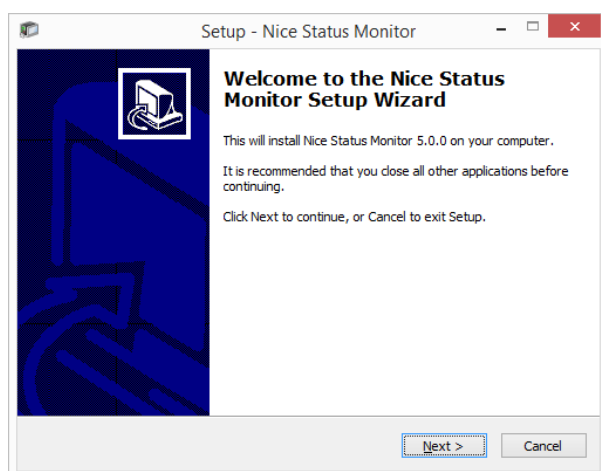 Setup - Nice Status Monitor
Welcome to the Nice Status
Monitor Setup Wizard
This will install Nice Status Monitor 5.0.0 on your computer.
It is recommended that you close all other applications before
continuing.
Click Next to continue, or Cancel to exit Setup.
Next > Cancel